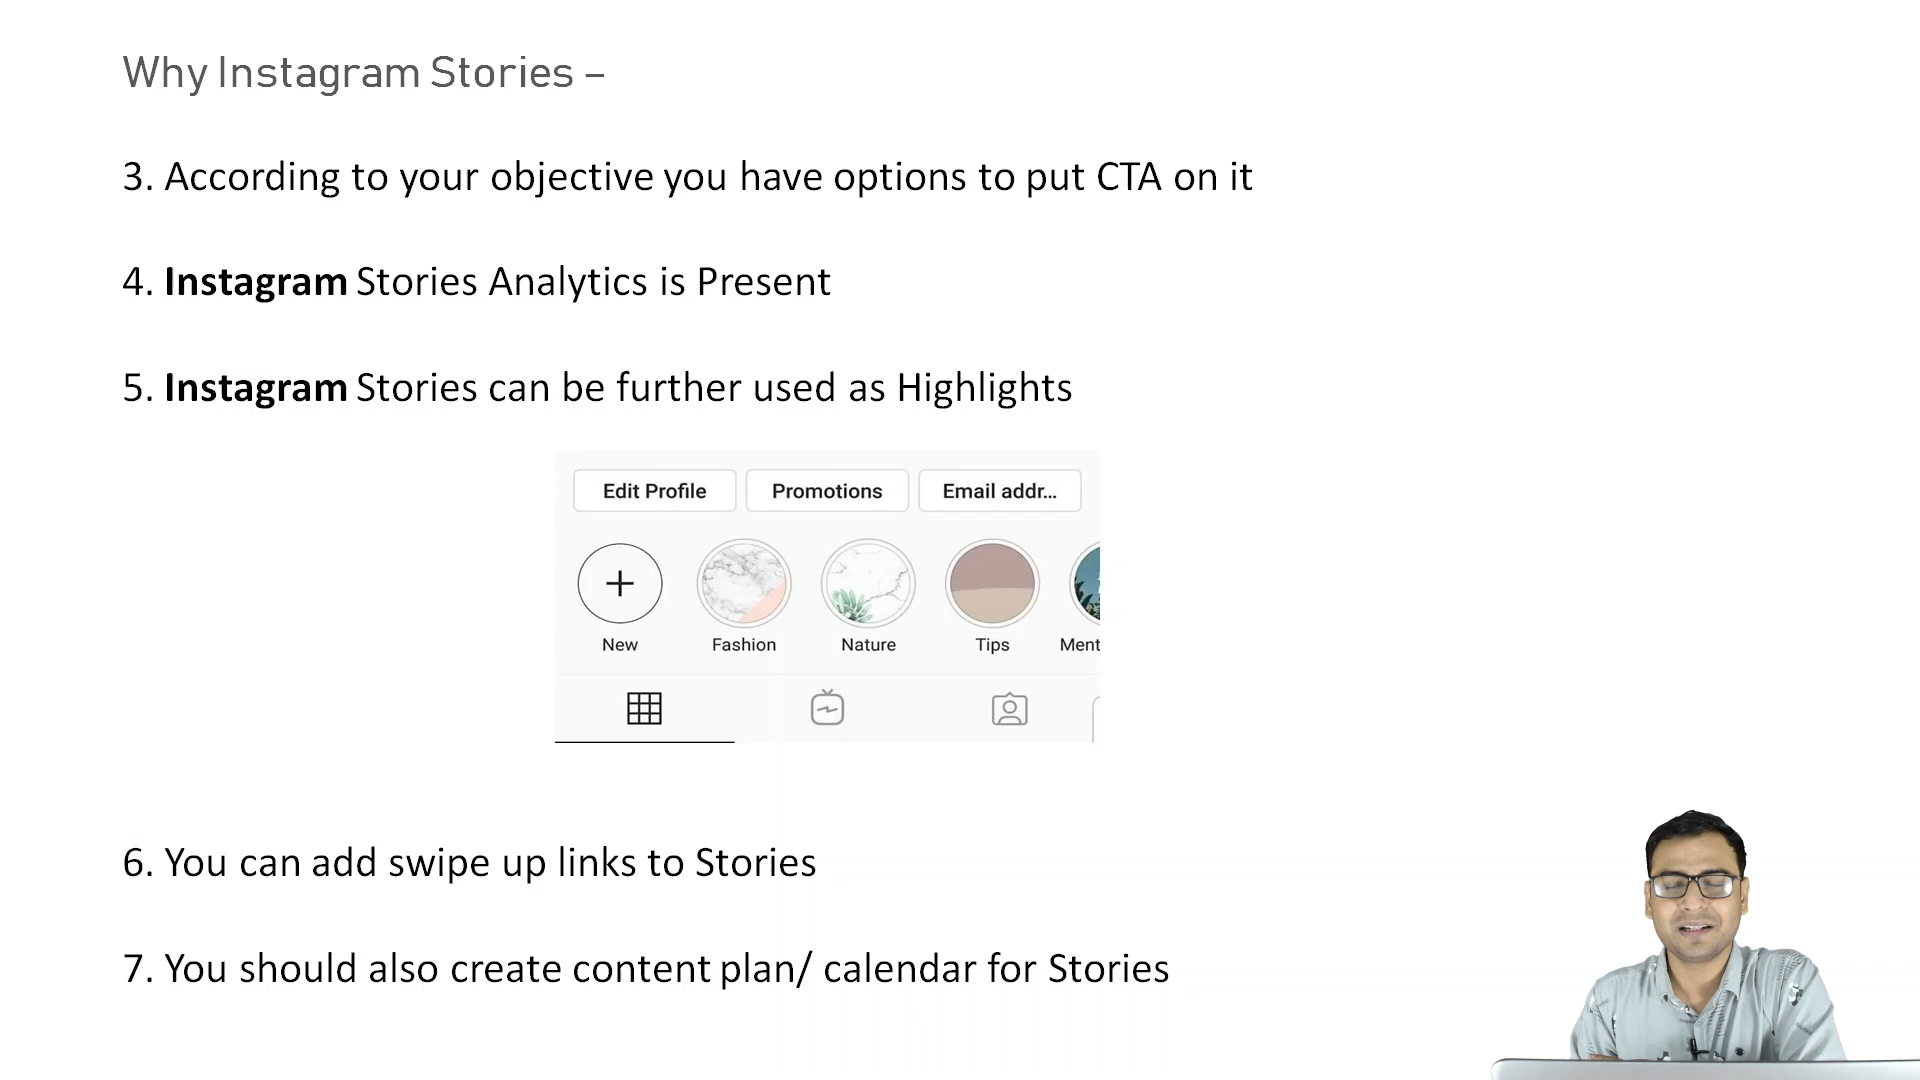 Why Instagram Stories –
3. According to your objective you have options to put CTA on it
4. Instagram Stories Analytics is Present
5. Instagram Stories can be further used as Highlights
Edit Profile Promotions Email addr...
New Fashion Nature Tips Ment
6. You can add swipe up links to Stories
7. You should also create content plan/ calendar for Stories